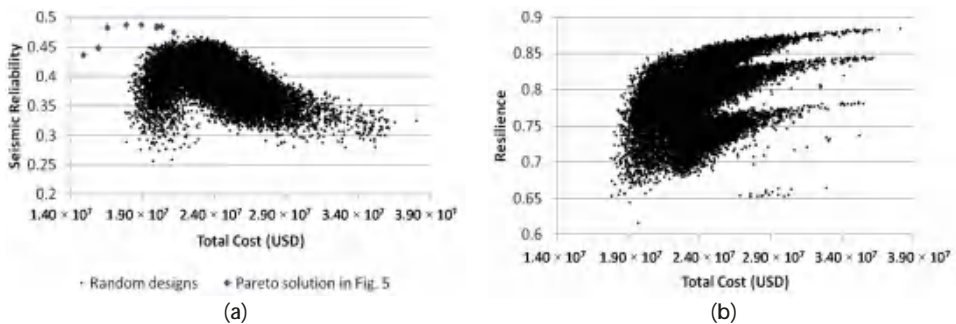 0.5
0.45
0.4
0.35
0.3
0.25
0.2
Seismic Reliability
1.40 × 10⁷ 1.90 × 10⁷ 2.40 × 10⁷ 2.90 × 10⁷ 3.40 × 10⁷ 3.90 × 10⁷
Total Cost (USD)
Random designs Pareto solution in Fig. 5
(a)
0.9
0.85
0.8
0.75
0.7
0.65
0.6
Resilience
1.40 × 10⁷ 1.90 × 10⁷ 2.40 × 10⁷ 2.90 × 10⁷ 3.40 × 10⁷ 3.90 × 10⁷
Total Cost (USD)
(b)